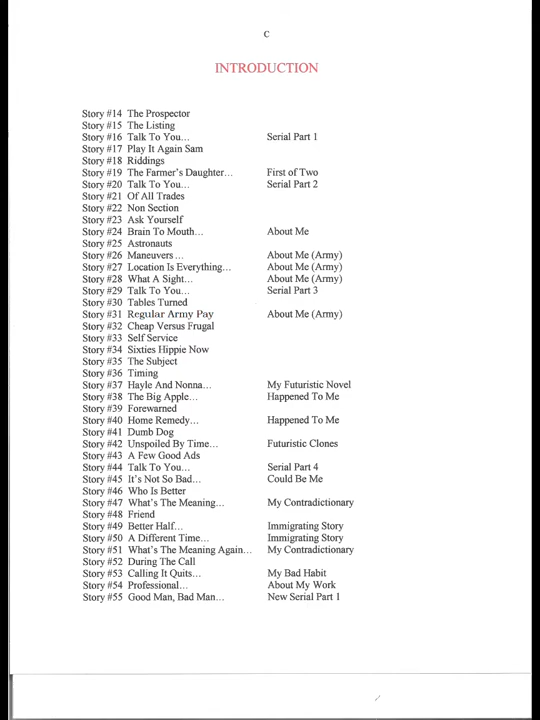 C
INTRODUCTION
Story #14 The Prospector
Story #15 The Listing
Story #16 Talk To You... Serial Part 1
Story #17 Play It Again Sam
Story #18 Riddings
Story #19 The Farmer's Daughter... First of Two
Story #20 Talk To You... Serial Part 2
Story #21 Of All Trades
Story #22 Non Section
Story #23 Ask Yourself
Story #24 Brain To Mouth... About Me
Story #25 Astronauts
Story #26 Maneuvers... About Me (Army)
Story #27 Location Is Everything... About Me (Army)
Story #28 What A Sight... About Me (Army)
Story #29 Talk To You... Serial Part 3
Story #30 Tables Turned
Story #31 Regular Army Pay About Me (Army)
Story #32 Cheap Versus Frugal
Story #33 Self Service
Story #34 Sixties Hippie Now
Story #35 The Subject
Story #36 Timing
Story #37 Hayle And Nonna... My Futuristic Novel
Story #38 The Big Apple... Happened To Me
Story #39 Forewarned
Story #40 Home Remedy... Happened To Me
Story #41 Dumb Dog
Story #42 Unspoiled By Time... Futuristic Clones
Story #43 A Few Good Ads
Story #44 Talk To You... Serial Part 4
Story #45 It's Not So Bad... Could Be Me
Story #46 Who Is Better
Story #47 What's The Meaning... My Contradictionary
Story #48 Friend
Story #49 Better Half... Immigrating Story
Story #50 A Different Time... Immigrating Story
Story #51 What's The Meaning Again... My Contradictionary
Story #52 During The Call
Story #53 Calling It Quits... My Bad Habit
Story #54 Professional... About My Work
Story #55 Good Man, Bad Man... New Serial Part 1